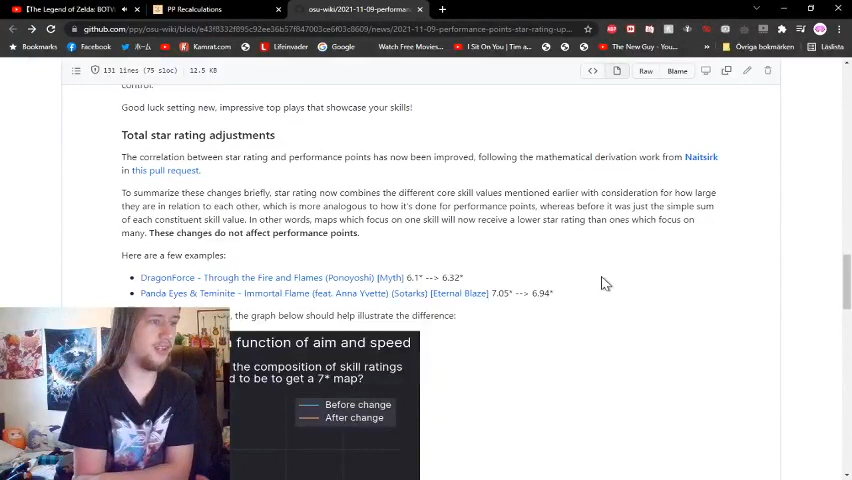 【The Legend of Zelda: BOTW
PP Recalculations
osu-wiki/news/2021-11-09-performan
github.com/ppy/osu-wiki/blob/e43f8332f895c92ee36b57d65317cea6ef03c8609/news/2021-11-09-performance-points-star-rating-up...
Bookmarks
Facebook
ホーム
Kamrat.com
Lifeinvader
Google
Watch Free Movies...
I Sit On You | Tim a...
The New Guy - You...
»
Övriga bokmärken
Läslista
131 lines (75 sloc)
12.5 KB
<>
Raw
Blame
control.
Good luck setting new, impressive top plays that showcase your skills!
Total star rating adjustments
The correlation between star rating and performance points has now been improved, following the mathematical derivation work from Naitsirk
in this pull request.
To summarize these changes briefly, star rating now combines the different core skill values mentioned earlier with consideration for how large
they are in relation to each other, which is more analogous to how it's done for performance points, whereas before it was just the simple sum
of each constituent skill value. In other words, maps which focus on one skill will now receive a lower star rating than ones which focus on
many. These changes do not affect performance points.
Here are a few examples:
• DragonForce - Through the Fire and Flames (Ponoyoshi) [Myth] 6.1* --> 6.32*
• Panda Eyes & Teminite - Immortal Flame (feat. Anna Yvette) (Sotarks) [Eternal Blaze] 7.05* --> 6.94*
, the graph below should help illustrate the difference:
function of aim and speed
the composition of skill ratings
d to be to get a 7* map?
Before change
After change